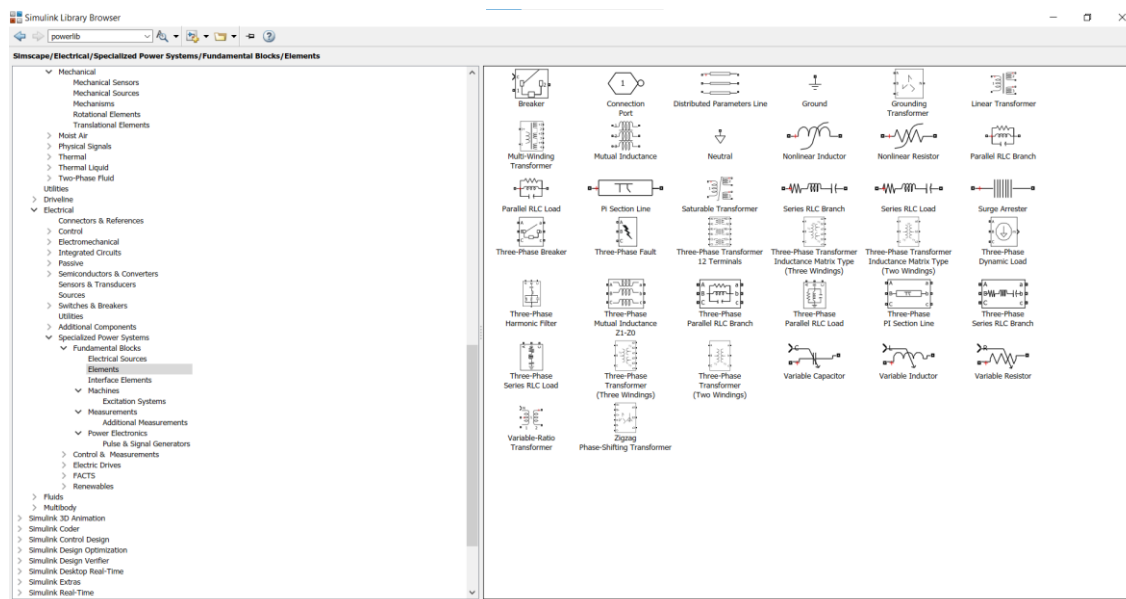 Simulink Library Browser
powerlib
Simscape/Electrical/Specialized Power Systems/Fundamental Blocks/Elements
Mechanical
Mechanical Sensors
Mechanical Sources
Mechanisms
Rotational Elements
Translational Elements
Moist Air
Physical Signals
Thermal
Thermal Liquid
Two-Phase Fluid
Utilities
Driveline
Electrical
Connectors & References
Control
Electromechanical
Integrated Circuits
Passive
Semiconductors & Converters
Sensors & Transducers
Sources
Switches & Breakers
Utilities
Additional Components
Specialized Power Systems
Fundamental Blocks
Electrical Sources
Elements
Interface Elements
Machines
Excitation Systems
Measurements
Additional Measurements
Power Electronics
Pulse & Signal Generators
Control & Measurements
Electric Drives
FACTS
Renewables
Fluids
Multibody
Simulink 3D Animation
Simulink Coder
Simulink Control Design
Simulink Design Optimization
Simulink Design Verifier
Simulink Desktop Real-Time
Simulink Extras
Simulink Real-Time
Breaker
1
Connection
Port
Distributed Parameters Line
Ground
Grounding
Transformer
Linear Transformer
Multi-Winding
Transformer
Mutual Inductance
Neutral
Nonlinear Inductor
Nonlinear Resistor
Parallel RLC Branch
Parallel RLC Load
Pi Section Line
Saturable Transformer
Series RLC Branch
Series RLC Load
Surge Arrester
Three-Phase Breaker
Three-Phase Fault
Three-Phase Transformer
12 Terminals
Three-Phase Transformer
Inductance Matrix Type
(Three Windings)
Three-Phase Transformer
Inductance Matrix Type
(Two Windings)
Three-Phase
Dynamic Load
Three-Phase
Harmonic Filter
Three-Phase
Mutual Inductance
Z1-Z0
Three-Phase
Parallel RLC Branch
Three-Phase
Parallel RLC Load
Three-Phase
PI Section Line
Three-Phase
Series RLC Branch
Three-Phase
Series RLC Load
Three-Phase
Transformer
(Three Windings)
Three-Phase
Transformer
(Two Windings)
Variable Capacitor
Variable Inductor
Variable Resistor
Variable-Ratio
Transformer
Zigzag
Phase-Shifting Transformer